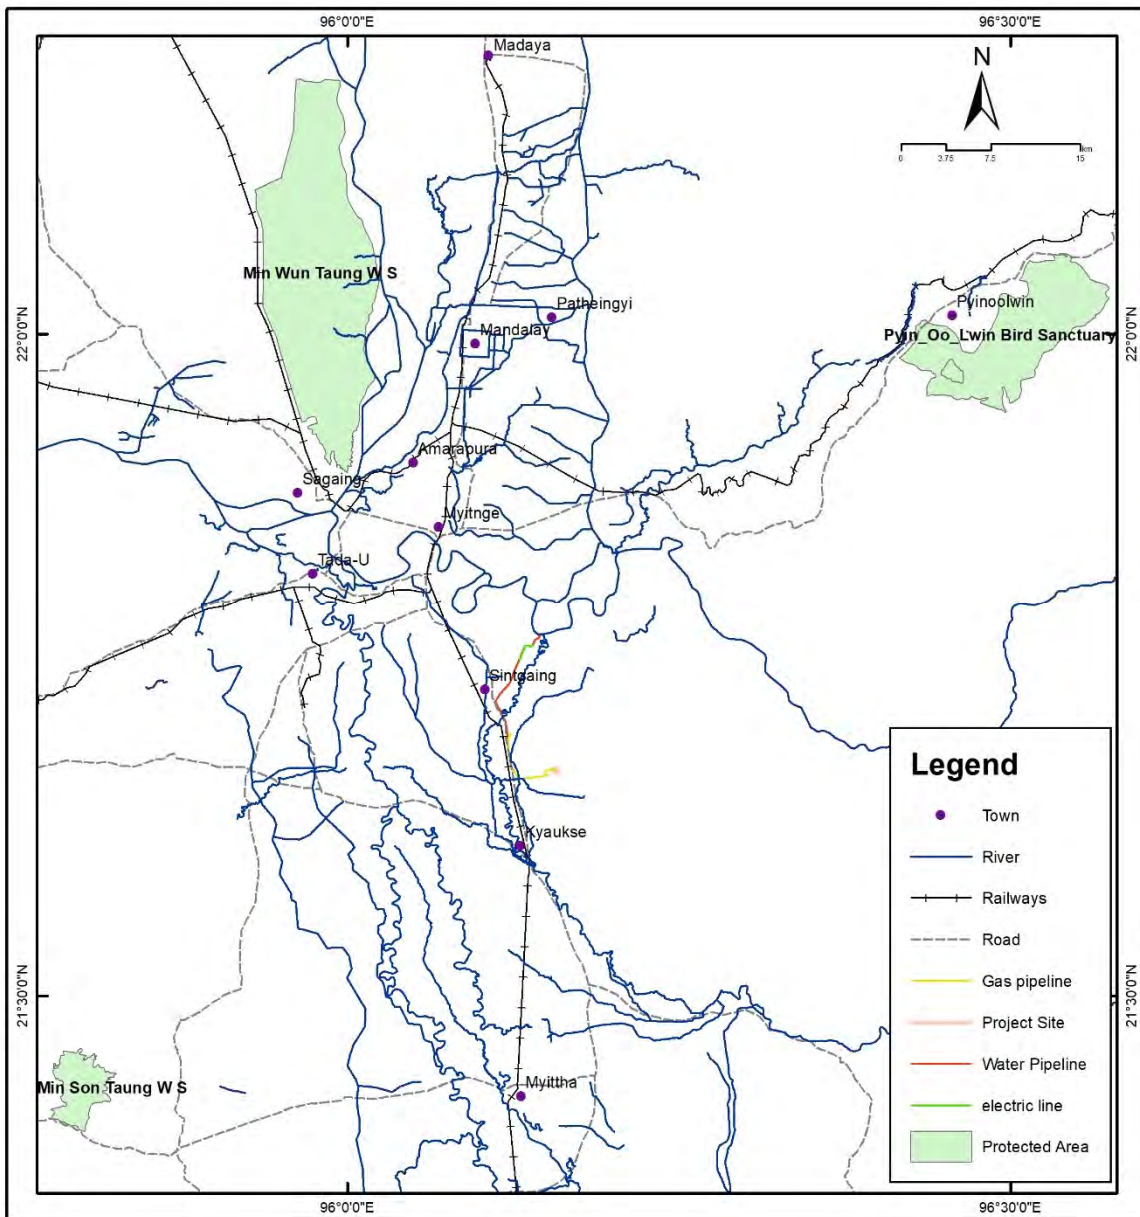 96°0'0"E
96°30'0"E
Madaya
N
0 3.75 7.5 15 km
Min Wun Taung W S
Patheingyi
Pyinoolwin
22°0'0"N
22°0'0"N
Mandalay
Pyin_Oo_Lwin Bird Sanctuary
Amarapura
Sagaing
Myitnge
Tada-U
Sintgaing
Legend
Town
River
Kyaukse
Railways
Road
Gas pipeline
21°30'0"N
21°30'0"N
Project Site
Water Pipeline
Min Son Taung W S
Myittha
electric line
Protected Area
96°0'0"E
96°30'0"E